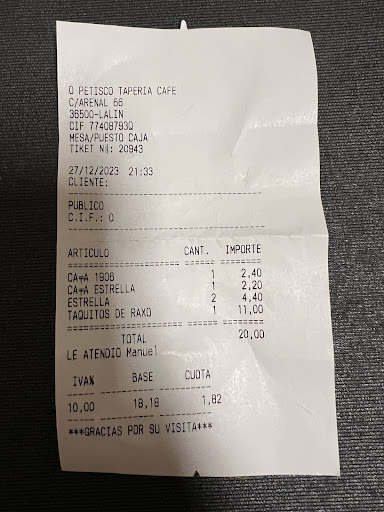 O PETISCO TAPERIA CAFE
C/ARENAL 66
36500-LALIN
CIF 77408793Q
MESA/PUESTO CAJA
TIKET Nº: 20943
27/12/2023 21:33
CLIENTE:
PUBLICO
C.I.F.: 0
ARTICULO CANT. IMPORTE
CA╤A 1906 1 2,40
CA╤A ESTRELLA 1 2,20
ESTRELLA 2 4,40
TAQUITOS DE RAXO 1 11,00
TOTAL 20,00
LE ATENDIO Manuel
IVA% BASE CUOTA
10,00 18,18 1,82
***GRACIAS POR SU VISITA***